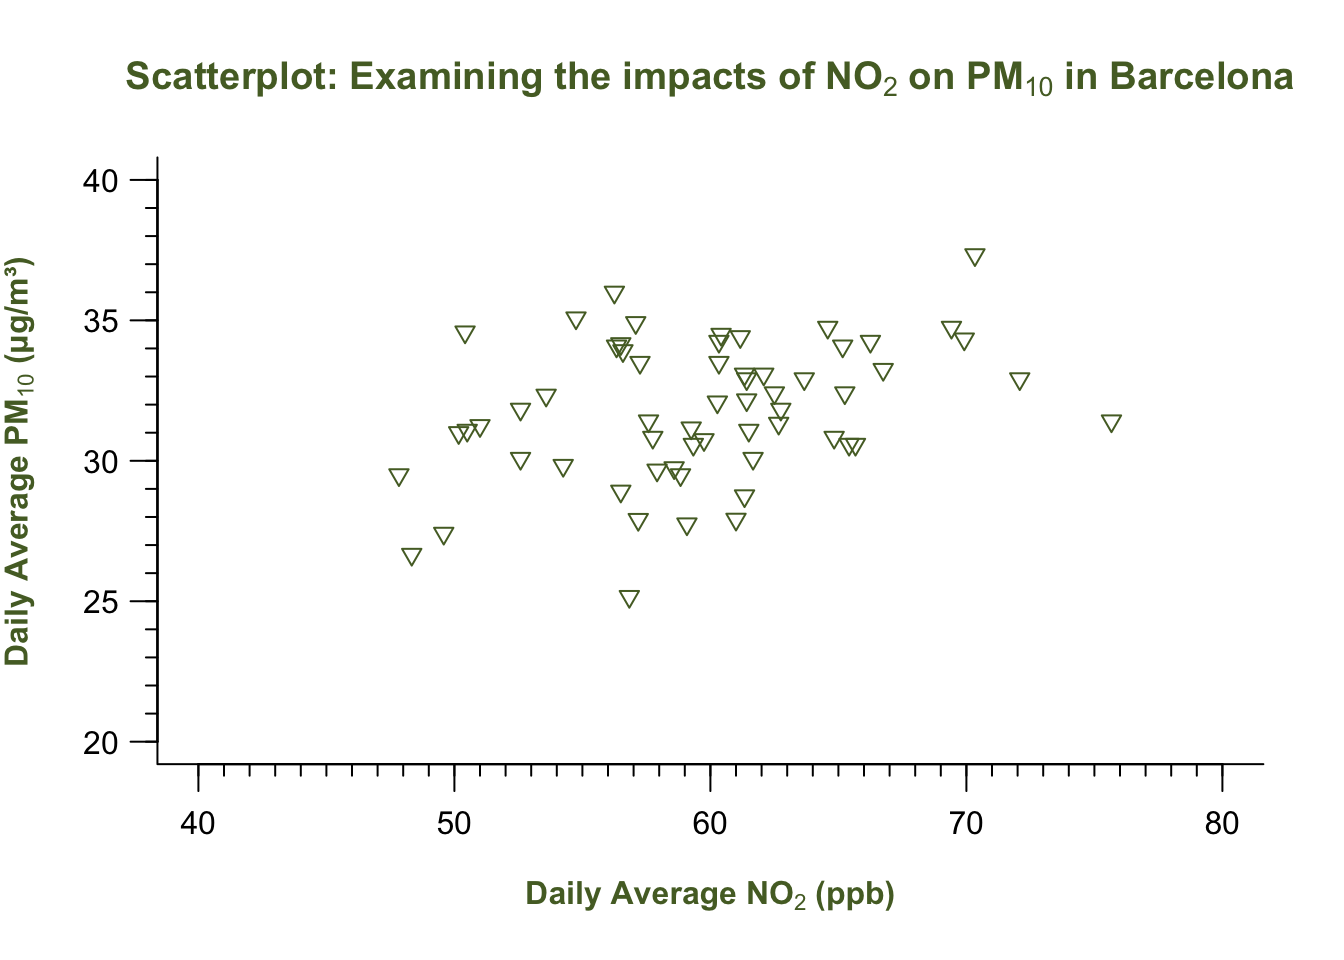 Scatterplot: Examining the impacts of NO₂ on PM₁₀ in Barcelona
Daily Average PM₁₀ (µg/m³)
40
35
30
25
20
40 50 60 70 80
Daily Average NO₂ (ppb)